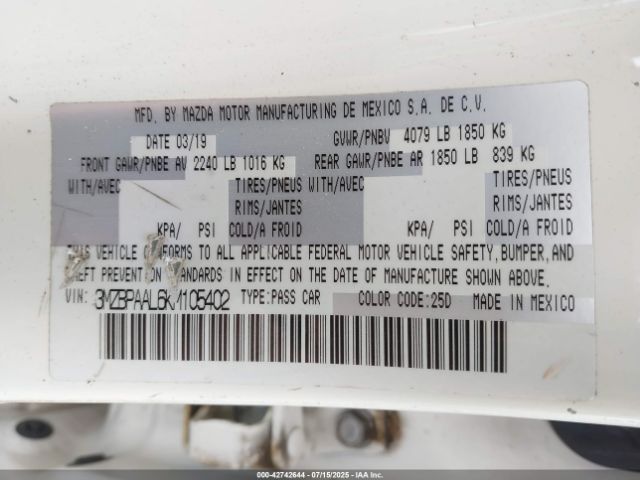 MFD. BY MAZDA MOTOR MANUFACTURING DE MEXICO S.A. DE C.V.
DATE 03/19 GVWR/PNBV 4079 LB 1850 KG
FRONT GAWR/PNBE AV 2240 LB 1016 KG REAR GAWR/PNBE AR 1850 LB 839 KG
WITH/AVEC TIRES/PNEUS WITH/AVEC TIRES/PNEUS
RIMS/JANTES RIMS/JANTES
KPA/ PSI COLD/A FROID KPA/ PSI COLD/A FROID
THIS VEHICLE CONFORMS TO ALL APPLICABLE FEDERAL MOTOR VEHICLE SAFETY, BUMPER, AND
THEFT PREVENTION STANDARDS IN EFFECT ON THE DATE OF MANUFACTURE SHOWN ABOVE.
VIN: 3MZBPAAL6KM105402 TYPE:PASS CAR COLOR CODE:25D MADE IN MEXICO
000-42742644 - 07/15/2025 - IAA Inc.